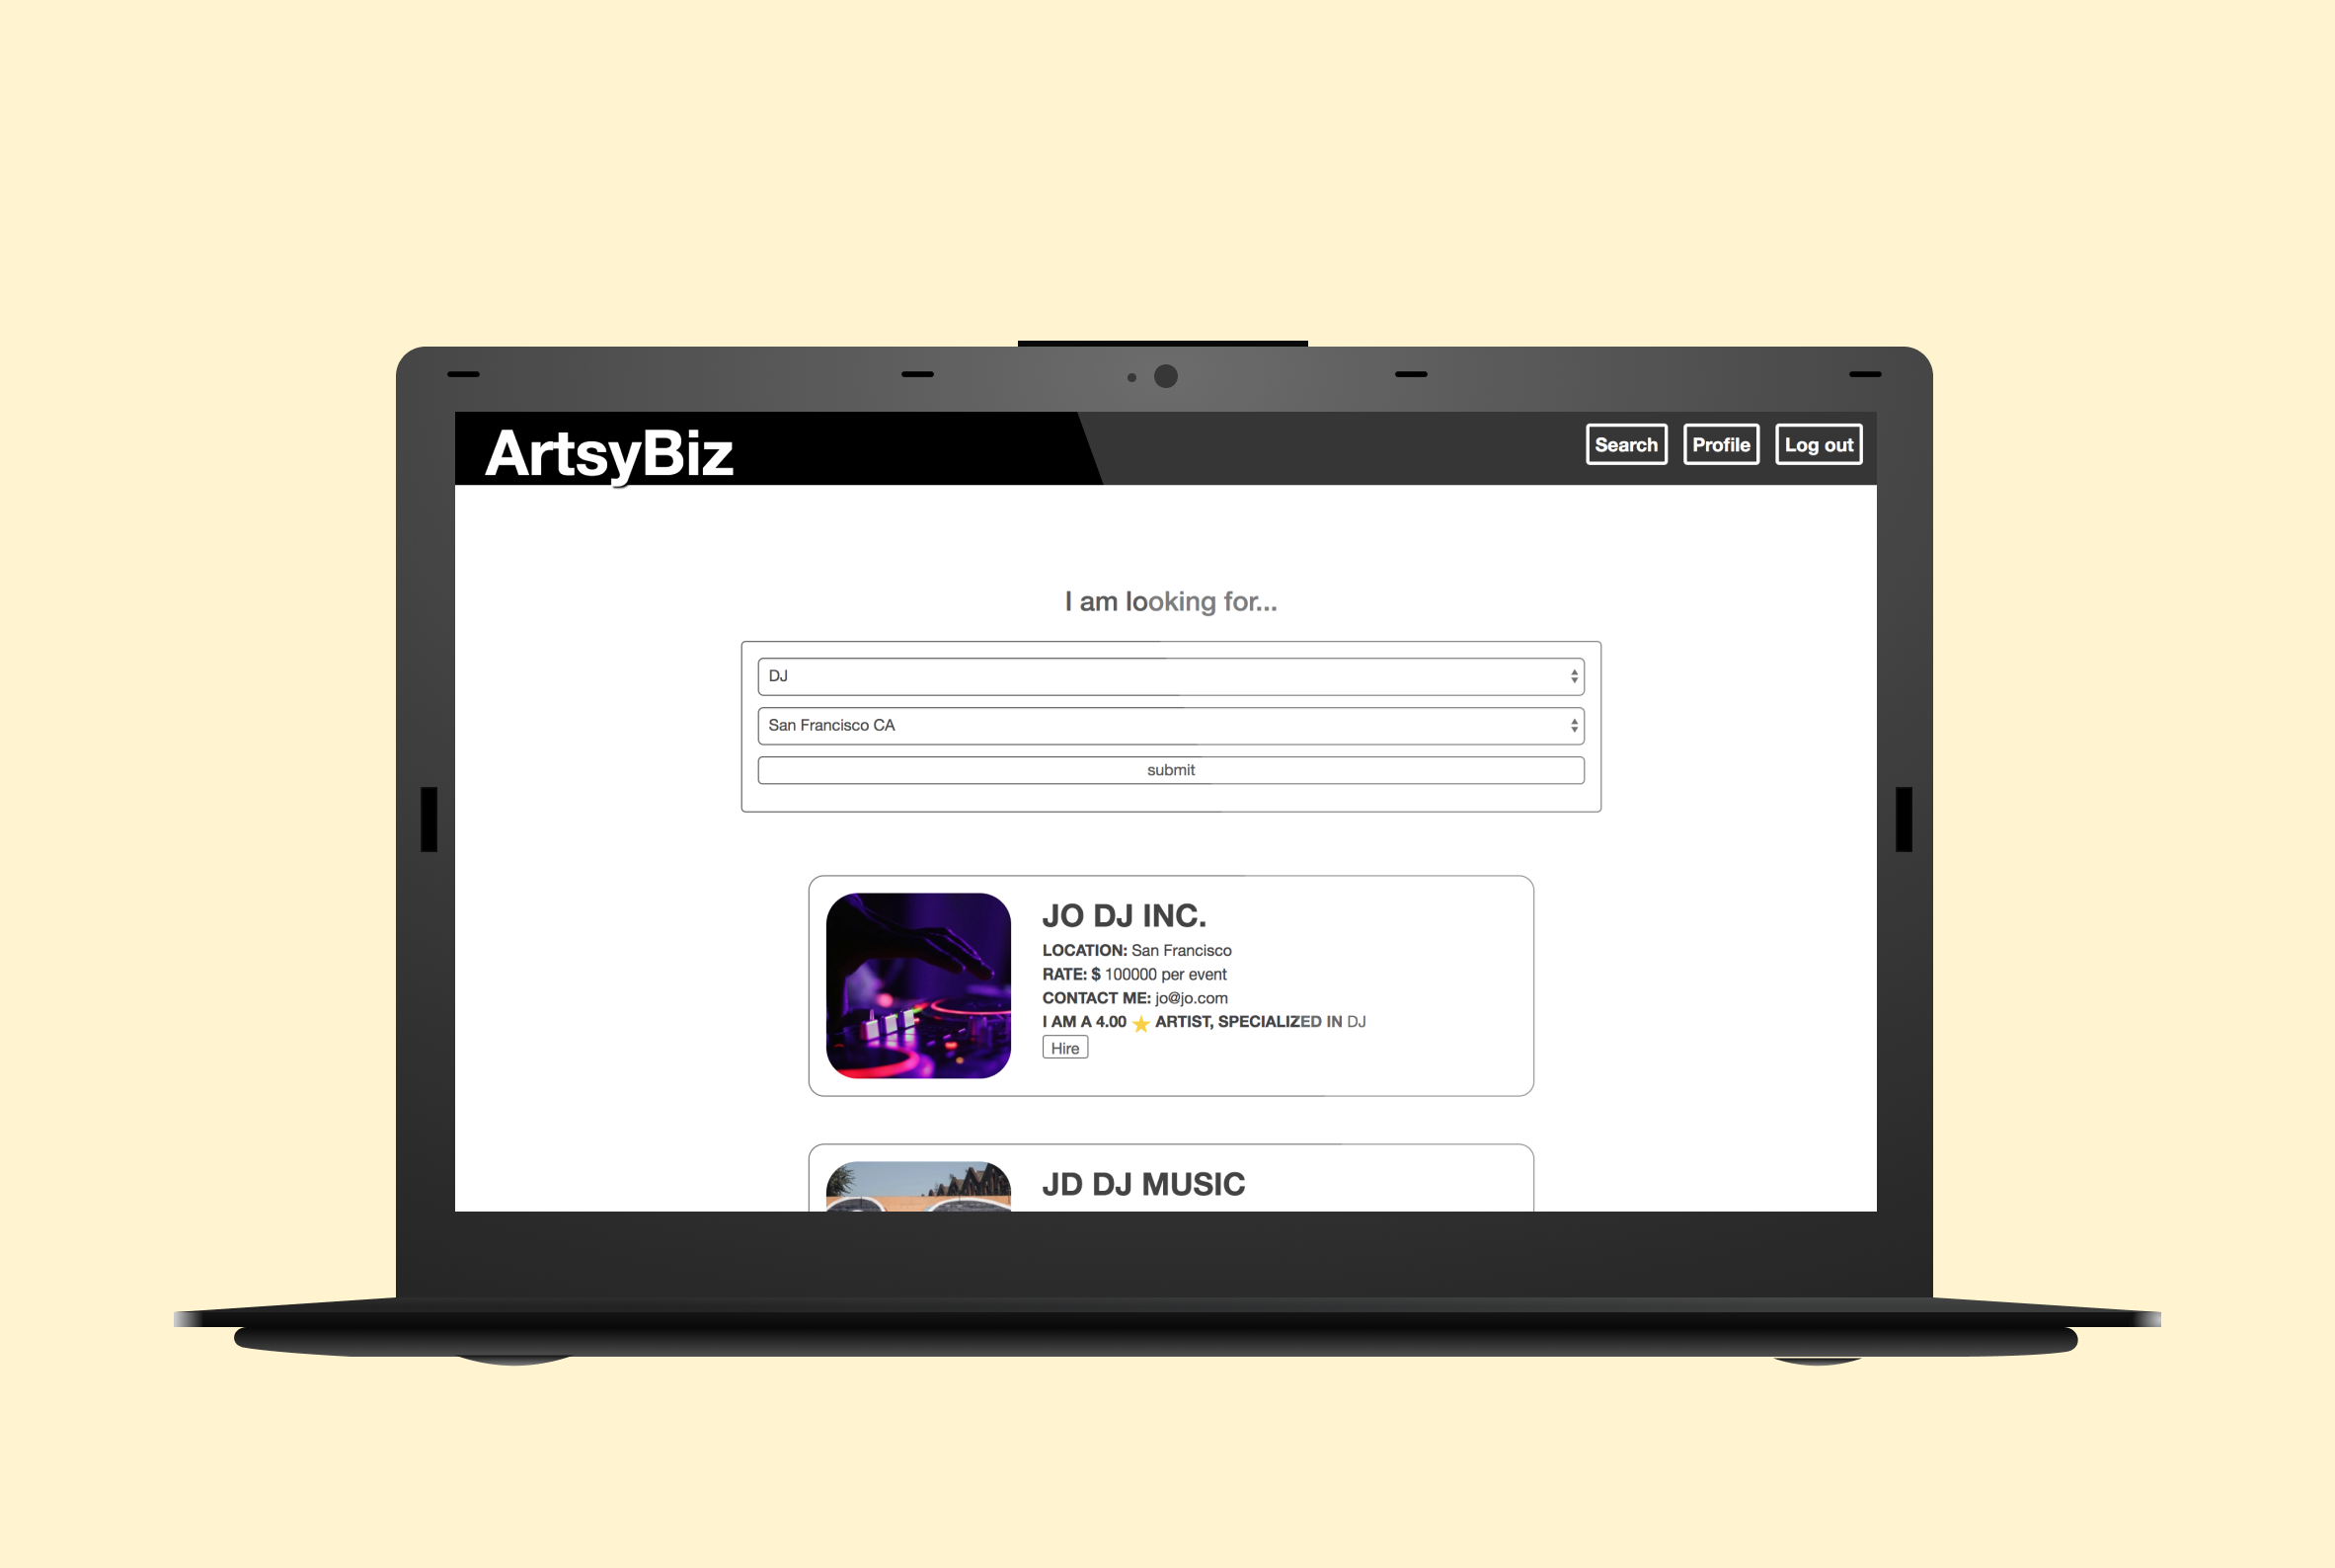 ArtsyBiz
Search Profile Log out
I am looking for...
DJ
San Francisco CA
submit
JO DJ INC.
LOCATION: San Francisco
RATE: $ 100000 per event
CONTACT ME: jo@jo.com
I AM A 4.00 ⭐ ARTIST, SPECIALIZED IN DJ
Hire
JD DJ MUSIC